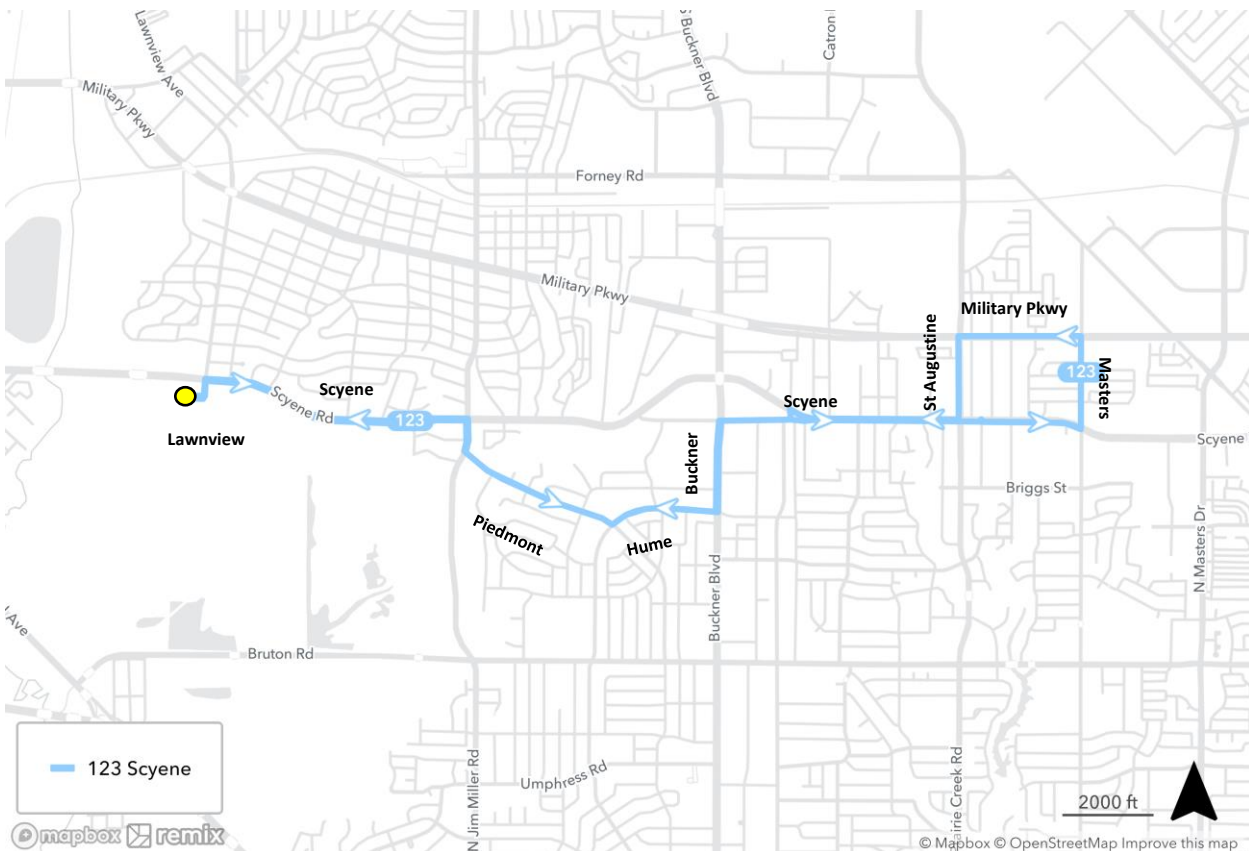 Lawnview Ave
S Buckner Blvd
Catron
Military Pkwy
Forney Rd
Military Pkwy
Military Pkwy
St Augustine
Masters
123
Scyene
Scyene Rd
123
Scyene
Lawnview
Buckner
Scyene
Briggs St
Piedmont
Hume
N Masters Dr
Buckner Blvd
Ave
Bruton Rd
123 Scyene
N Jim Miller Rd
Umphress Rd
airie Creek Rd
2000 ft
mapbox remix
© Mapbox © OpenStreetMap Improve this map